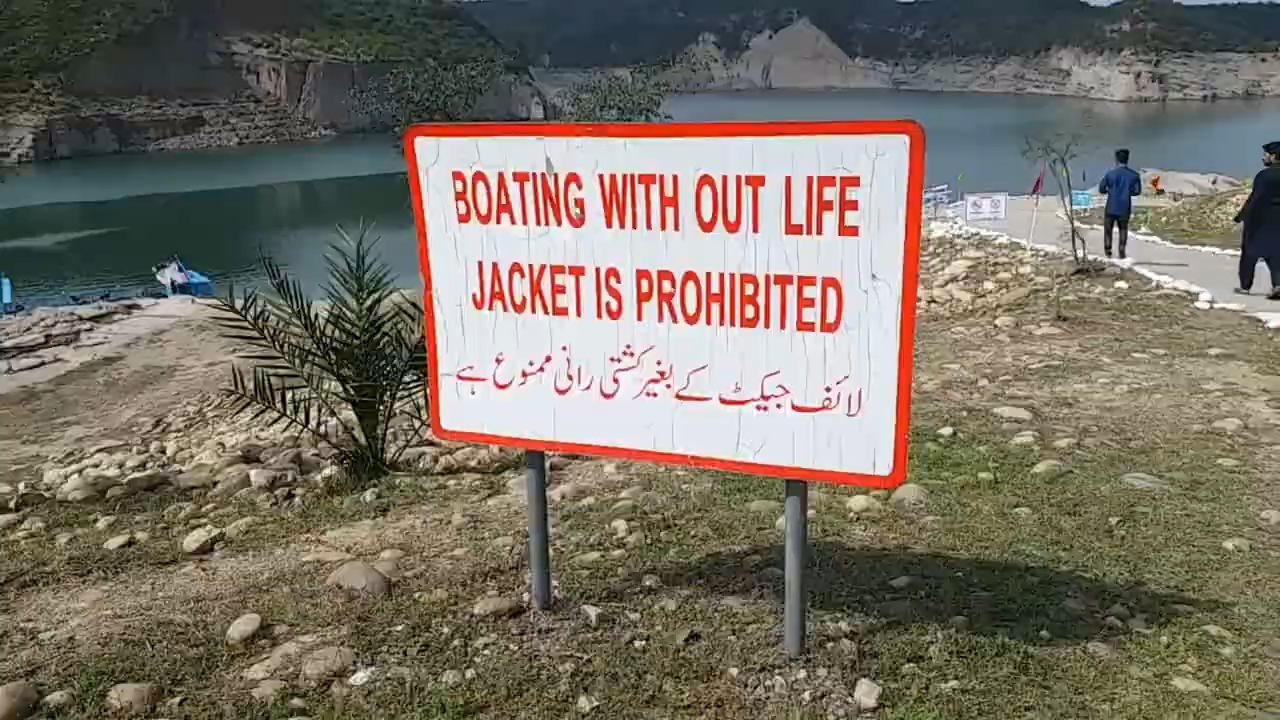 BOATING WITH OUT LIFE
JACKET IS PROHIBITED
لائف جیکٹ کے بغیر کشتی رانی ممنوع ہے